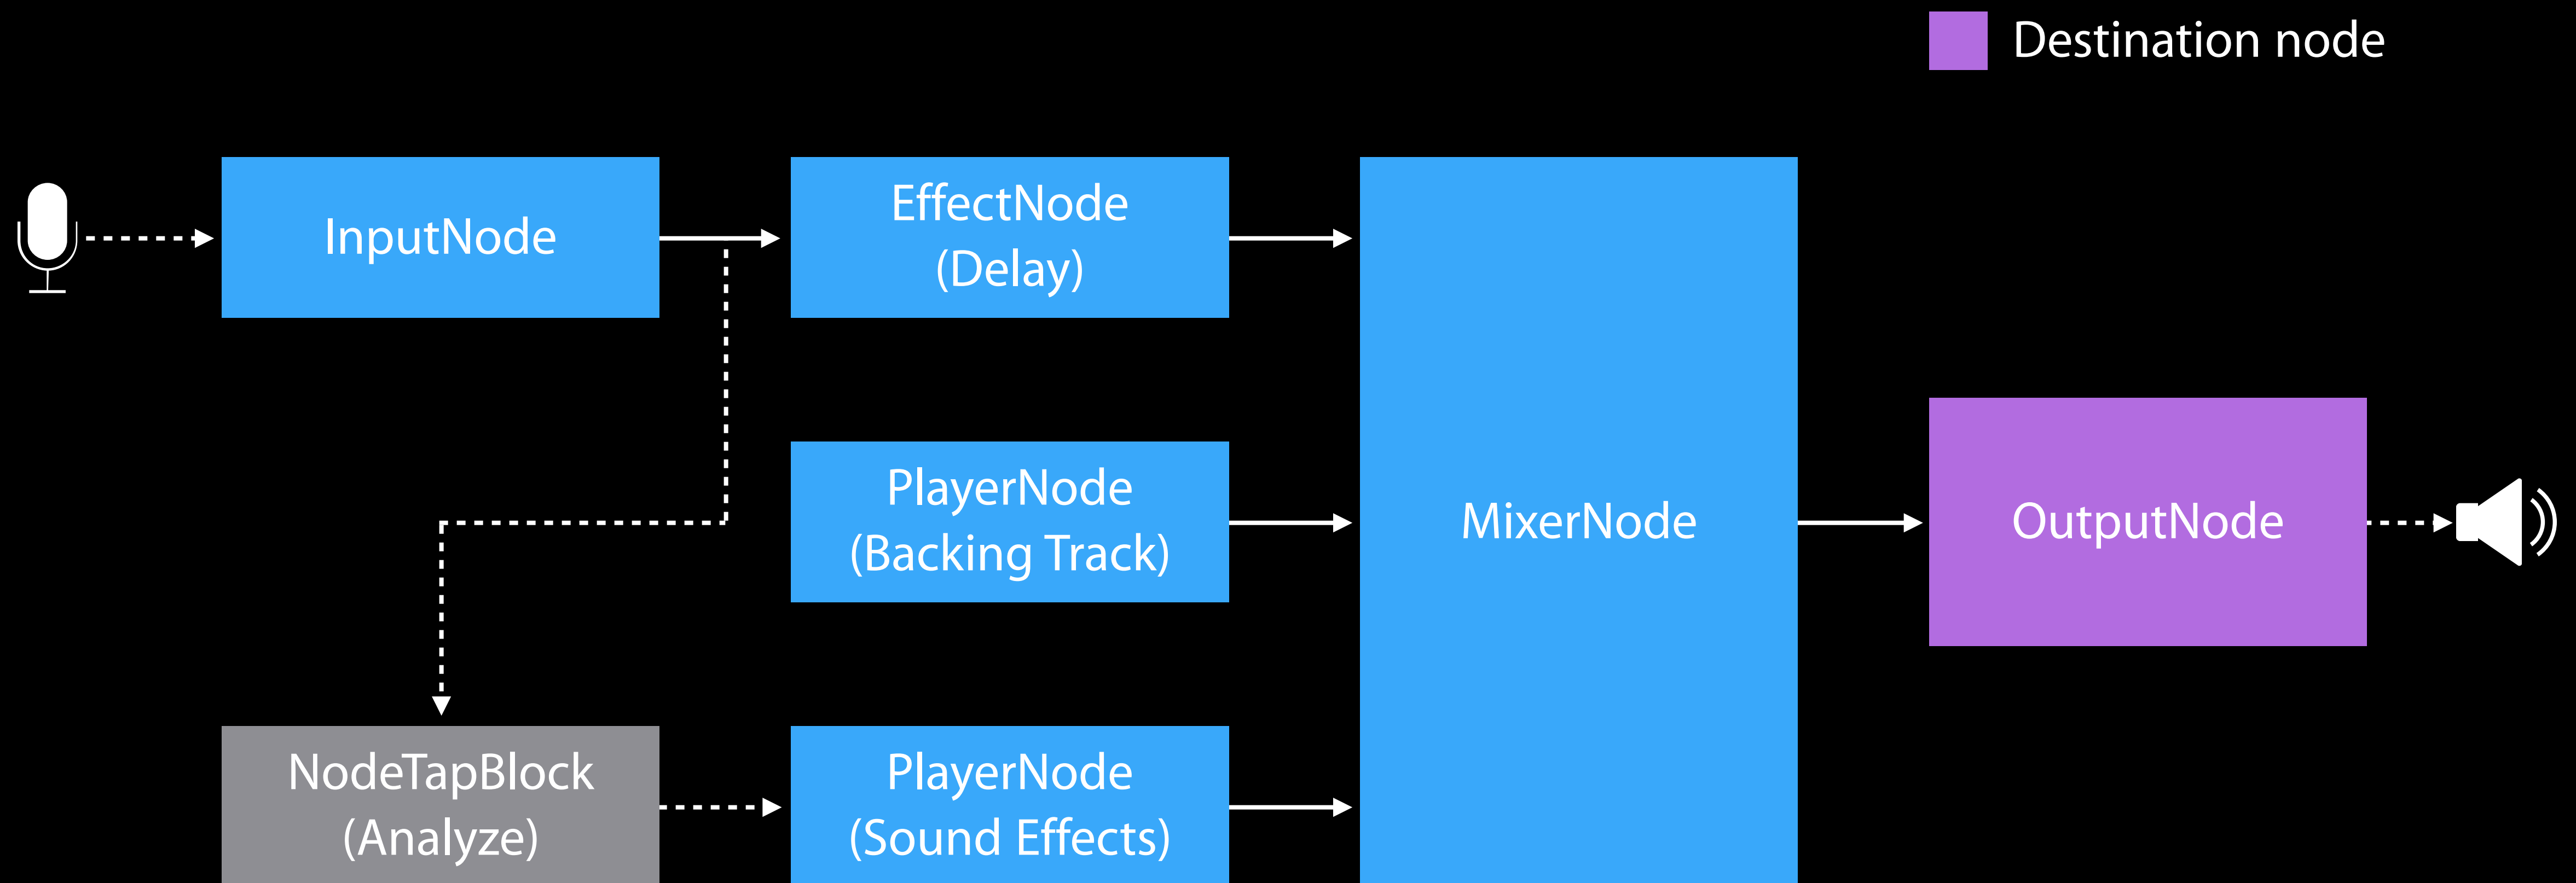 Destination node
InputNode
EffectNode
(Delay)
PlayerNode
(Backing Track)
MixerNode
OutputNode
NodeTapBlock
(Analyze)
PlayerNode
(Sound Effects)